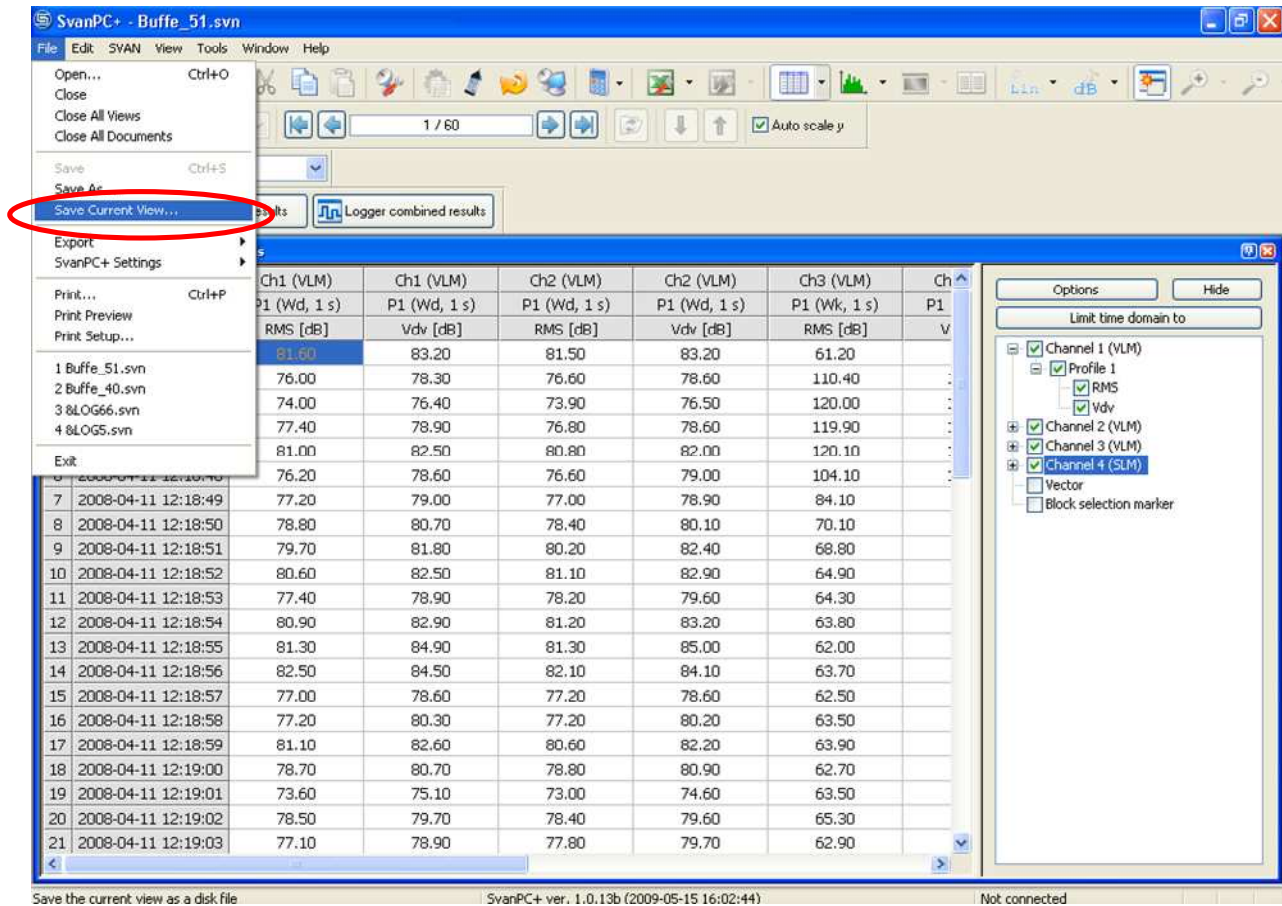 SvanPC+ - Buffe_51.svn
File Edit SVAN View Tools Window Help
Open... Ctrl+O
Close
Close All Views
Close All Documents
Save Ctrl+S
Save As
Save Current View...
Export
SvanPC+ Settings
Print... Ctrl+P
Print Preview
Print Setup...
1 Buffe_51.svn
2 Buffe_40.svn
3 &LOG66.svn
4 &LOG5.svn
Exit
Lin dB
1 / 60 Auto scale y
Logger combined results
Ch1 (VLM) Ch1 (VLM) Ch2 (VLM) Ch2 (VLM) Ch3 (VLM) Ch
P1 (Wd, 1 s) P1 (Wd, 1 s) P1 (Wd, 1 s) P1 (Wd, 1 s) P1 (Wk, 1 s) P1
RMS [dB] Vdv [dB] RMS [dB] Vdv [dB] RMS [dB] V
81.60 83.20 81.50 83.20 61.20
76.00 78.30 76.60 78.60 110.40
74.00 76.40 73.90 76.50 120.00
77.40 78.90 76.80 78.60 119.90
81.00 82.50 80.80 82.00 120.10
76.20 78.60 76.60 79.00 104.10
7 2008-04-11 12:18:49 77.20 79.00 77.00 78.90 84.10
8 2008-04-11 12:18:50 78.80 80.70 78.40 80.10 70.10
9 2008-04-11 12:18:51 79.70 81.80 80.20 82.40 68.80
10 2008-04-11 12:18:52 80.60 82.50 81.10 82.90 64.90
11 2008-04-11 12:18:53 77.40 78.90 78.20 79.60 64.30
12 2008-04-11 12:18:54 80.90 82.90 81.20 83.20 63.80
13 2008-04-11 12:18:55 81.30 84.90 81.30 85.00 62.00
14 2008-04-11 12:18:56 82.50 84.50 82.10 84.10 63.70
15 2008-04-11 12:18:57 77.00 78.60 77.20 78.60 62.50
16 2008-04-11 12:18:58 77.20 80.30 77.20 80.20 63.50
17 2008-04-11 12:18:59 81.10 82.60 80.60 82.20 63.90
18 2008-04-11 12:19:00 78.70 80.70 78.80 80.90 62.70
19 2008-04-11 12:19:01 73.60 75.10 73.00 74.60 63.50
20 2008-04-11 12:19:02 78.50 79.70 78.40 79.60 65.30
21 2008-04-11 12:19:03 77.10 78.90 77.80 79.70 62.90
Options Hide
Limit time domain to
Channel 1 (VLM)
Profile 1
RMS
Vdv
Channel 2 (VLM)
Channel 3 (VLM)
Channel 4 (SLM)
Vector
Block selection marker
Save the current view as a disk file SvanPC+ ver. 1.0.13b (2009-05-15 16:02:44) Not connected